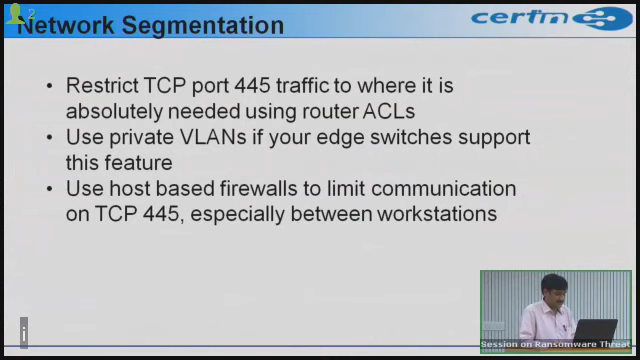 2
Network Segmentation
• Restrict TCP port 445 traffic to where it is
absolutely needed using router ACLs
• Use private VLANs if your edge switches support
this feature
• Use host based firewalls to limit communication
on TCP 445, especially between workstations
i
Session on Ransomware Threat